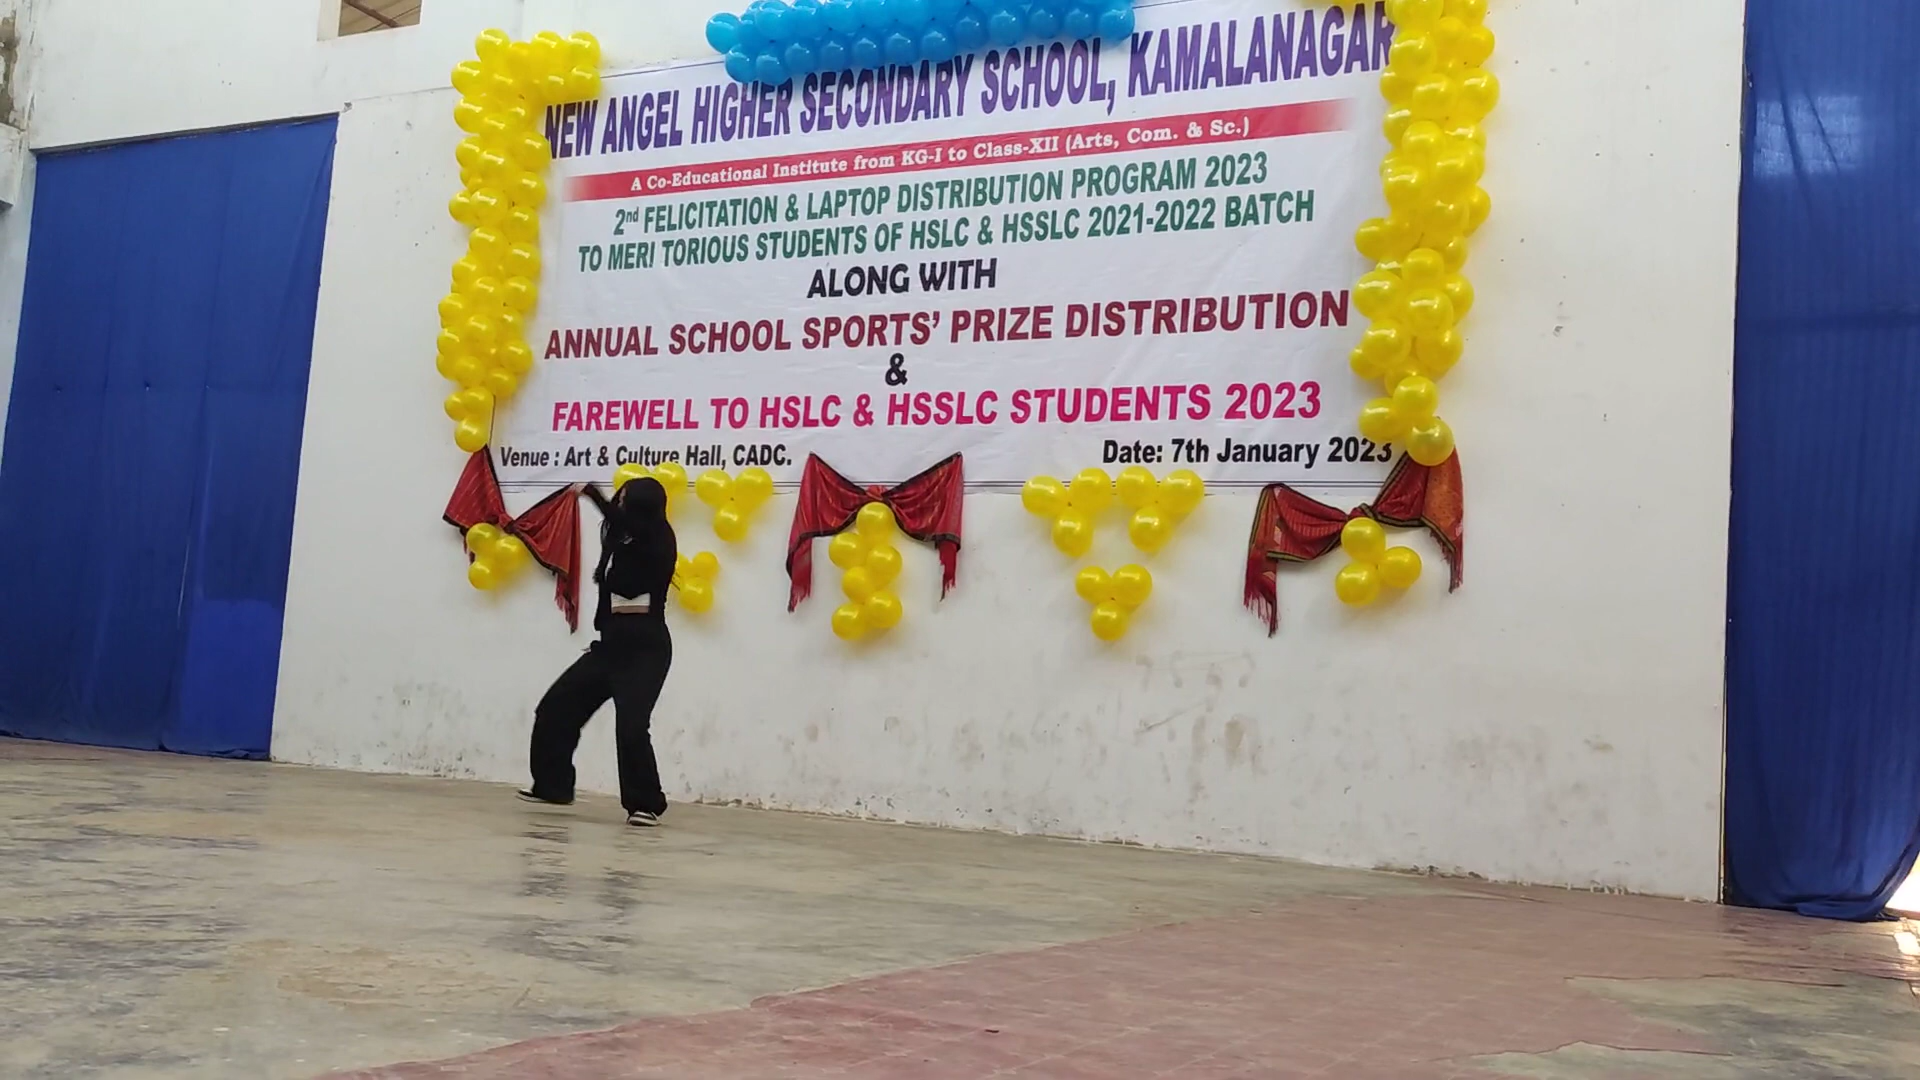 NEW ANGEL HIGHER SECONDARY SCHOOL, KAMALANAGAR
A Co-Educational Institute from KG-I to Class-XII (Arts, Com. & Sc.)
2nd FELICITATION & LAPTOP DISTRIBUTION PROGRAM 2023
TO MERI TORIOUS STUDENTS OF HSLC & HSSLC 2021-2022 BATCH
ALONG WITH
ANNUAL SCHOOL SPORTS' PRIZE DISTRIBUTION
&
FAREWELL TO HSLC & HSSLC STUDENTS 2023
Venue : Art & Culture Hall, CADC. Date: 7th January 2023